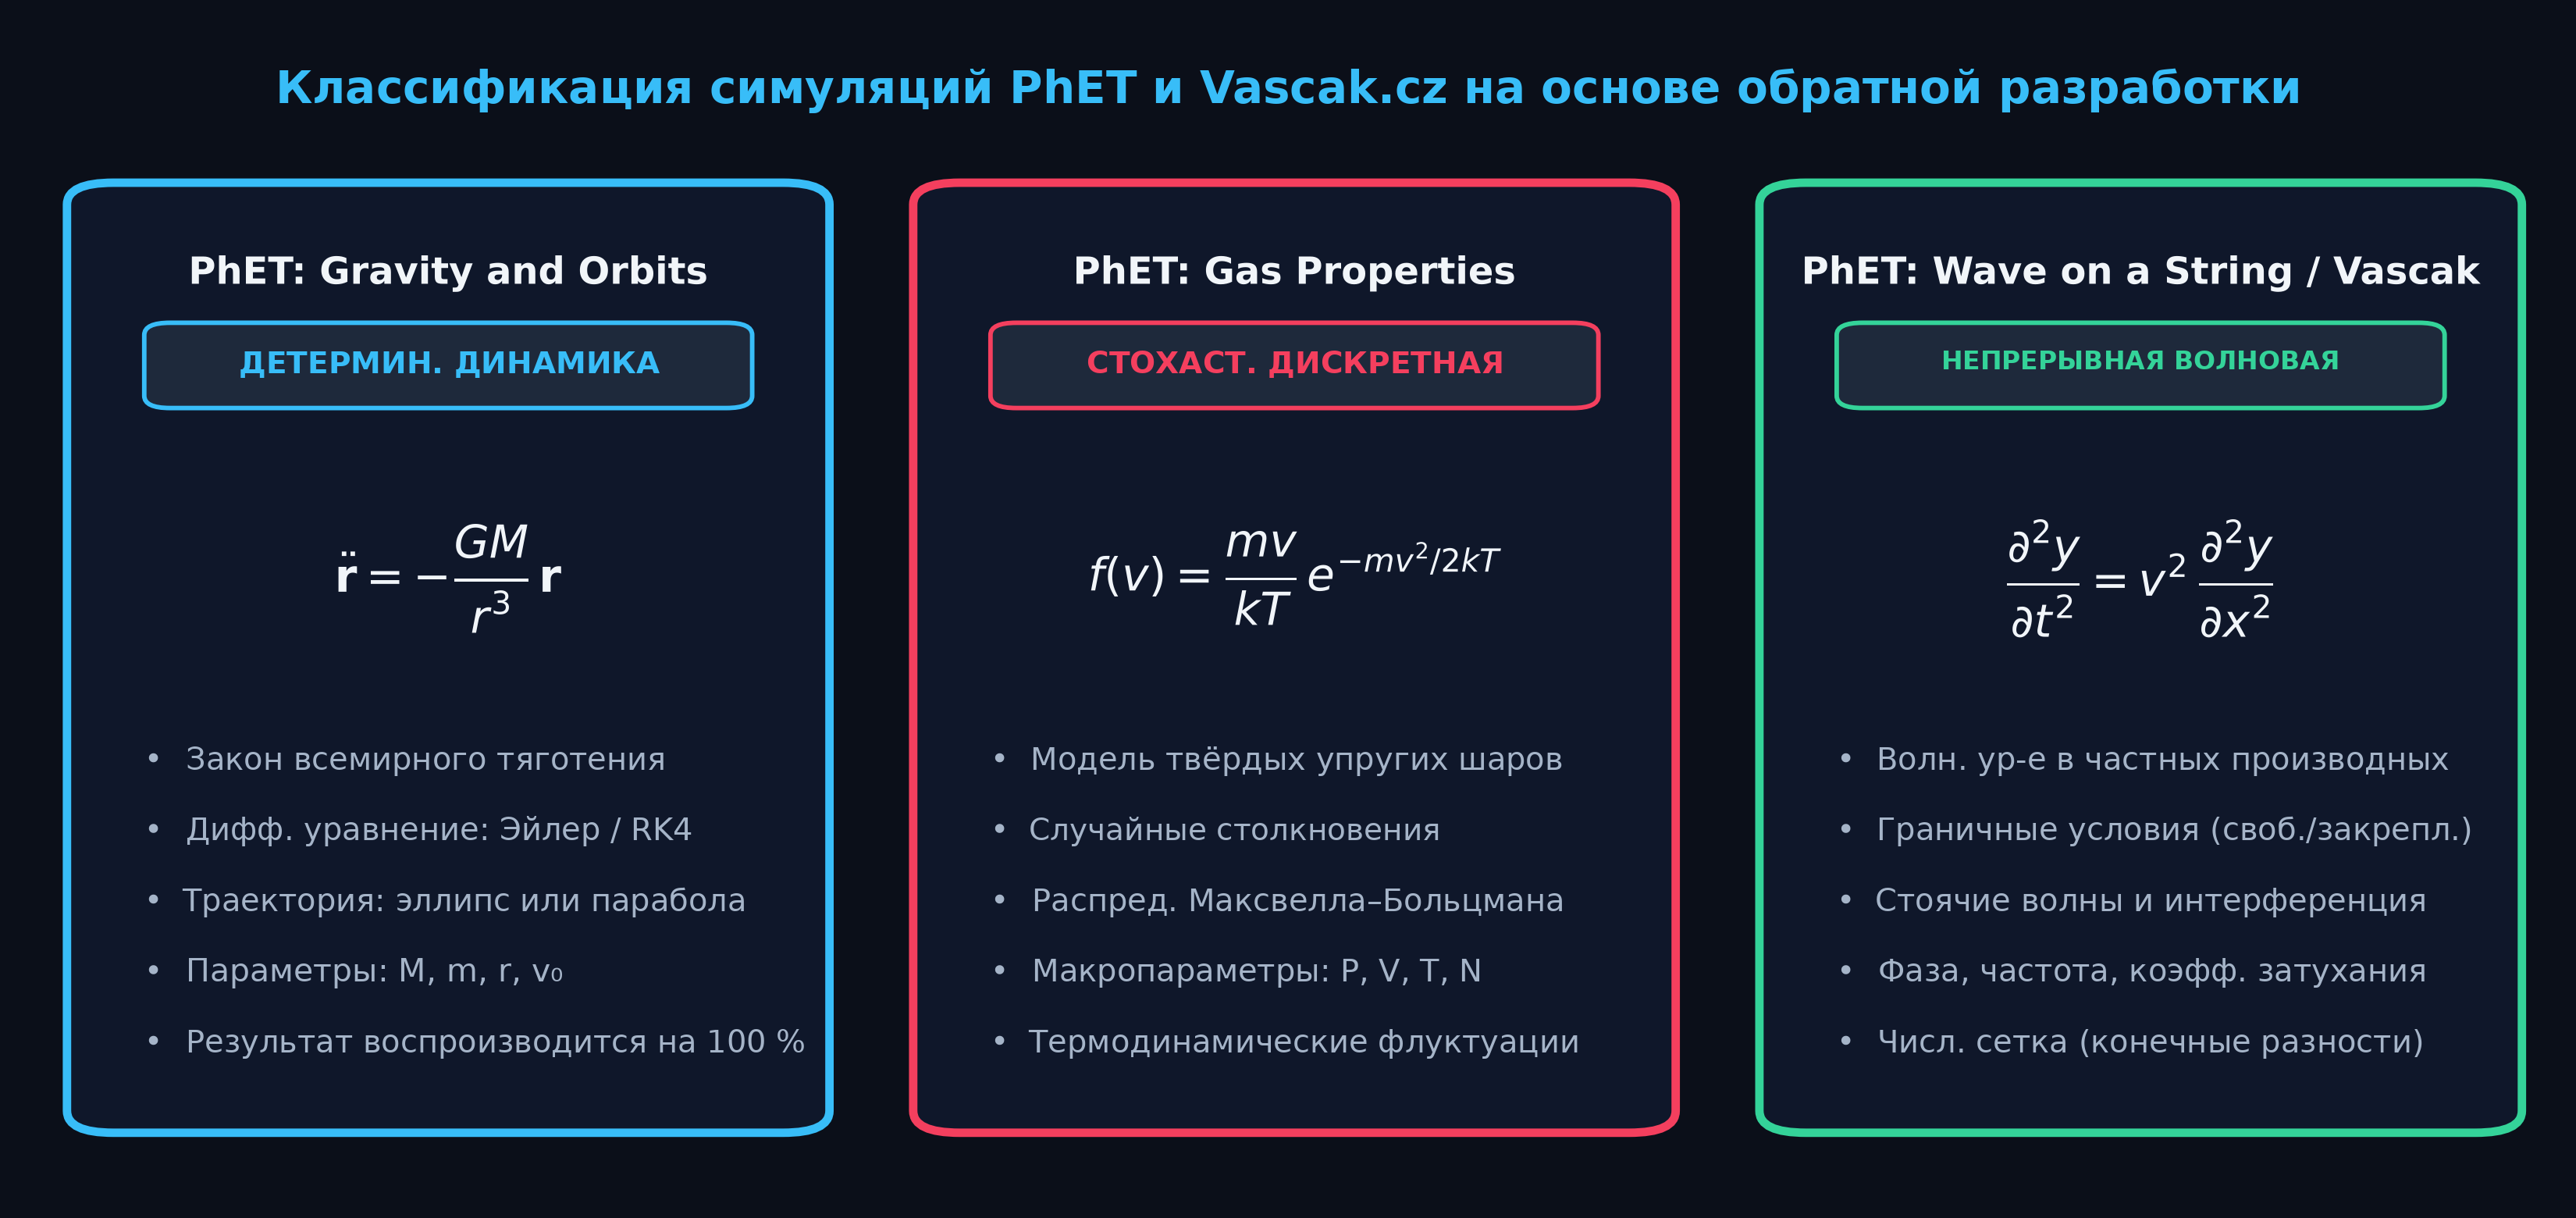 Классификация симуляций PhET и Vascak.cz на основе обратной разработки
PhET: Gravity and Orbits
ДЕТЕРМИН. ДИНАМИКА
r̈ = −GM/r³ r
• Закон всемирного тяготения
• Дифф. уравнение: Эйлер / RK4
• Траектория: эллипс или парабола
• Параметры: M, m, r, v₀
• Результат воспроизводится на 100 %
PhET: Gas Properties
СТОХАСТ. ДИСКРЕТНАЯ
f(v) = mv/kT e^(−mv²/2kT)
• Модель твёрдых упругих шаров
• Случайные столкновения
• Распред. Максвелла–Больцмана
• Макропараметры: P, V, T, N
• Термодинамические флуктуации
PhET: Wave on a String / Vascak
НЕПРЕРЫВНАЯ ВОЛНОВАЯ
∂²y/∂t² = v² ∂²y/∂x²
• Волн. ур-е в частных производных
• Граничные условия (своб./закрепл.)
• Стоячие волны и интерференция
• Фаза, частота, коэфф. затухания
• Числ. сетка (конечные разности)